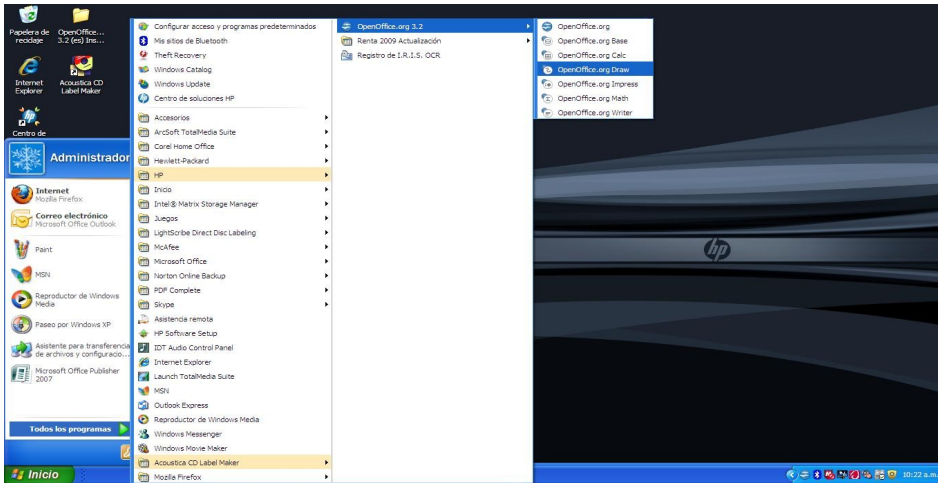 Papelera de
reciclaje
OpenOffice...
3.2 (es) Ins...
Internet
Explorer
Acoustica CD
Label Maker
hp
Centro de
Administrador
Internet
Mozilla Firefox
Correo electrónico
Microsoft Office Outlook
Paint
MSN
Reproductor de Windows
Media
Paseo por Windows XP
Asistente para transferencia
de archivos y configuracio...
Microsoft Office Publisher
2007
Todos los programas
Inicio
Configurar acceso y programas predeterminados
Mis sitios de Bluetooth
Theft Recovery
Windows Catalog
Windows Update
Centro de soluciones HP
Accesorios
ArcSoft TotalMedia Suite
Corel Home Office
Hewlett-Packard
HP
Inicio
Intel® Matrix Storage Manager
Juegos
LightScribe Direct Disc Labeling
McAfee
Microsoft Office
Norton Online Backup
PDF Complete
Skype
Asistencia remota
HP Software Setup
IDT Audio Control Panel
Internet Explorer
Launch TotalMedia Suite
MSN
Outlook Express
Reproductor de Windows Media
Windows Messenger
Windows Movie Maker
Acoustica CD Label Maker
Mozilla Firefox
OpenOffice.org 3.2
Renta 2009 Actualización
Registro de I.R.I.S. OCR
OpenOffice.org
OpenOffice.org Base
OpenOffice.org Calc
OpenOffice.org Draw
OpenOffice.org Impress
OpenOffice.org Math
OpenOffice.org Writer
hp
10:22 a.m.